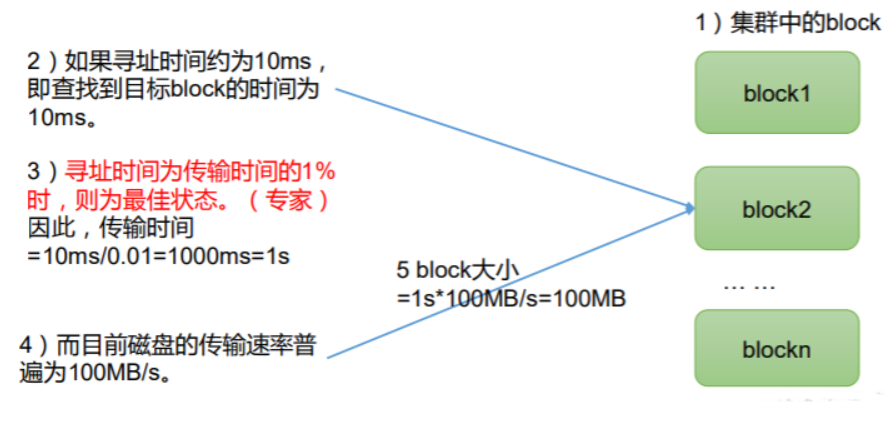 1）集群中的block
2）如果寻址时间约为10ms，
即查找到目标block的时间为
10ms。
block1
3）寻址时间为传输时间的1%
时，则为最佳状态。（专家）
因此，传输时间
=10ms/0.01=1000ms=1s
block2
5 block大小
=1s*100MB/s=100MB
... ...
4）而目前磁盘的传输速率普
遍为100MB/s。
blockn